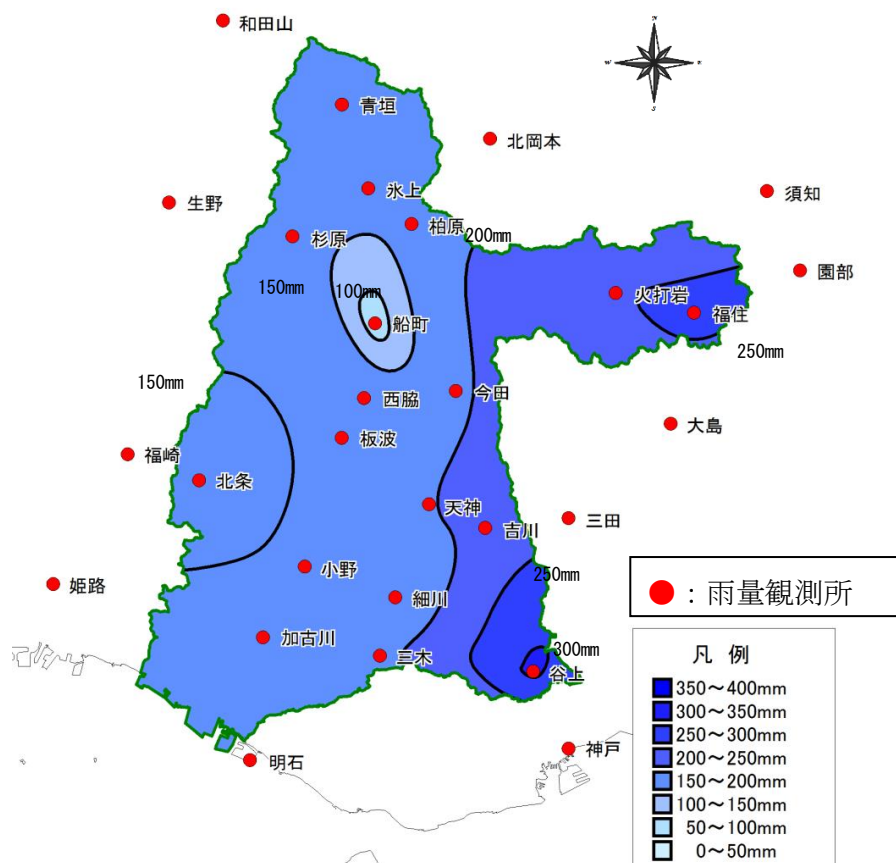 和田山
N
W
E
S
青垣
北岡本
氷上
須知
生野
柏原
杉原
200mm
園部
150mm
100mm
火打岩
福住
船町
250mm
150mm
今田
西脇
大島
板波
福崎
北条
天神
三田
吉川
小野
250mm
姫路
細川
●：雨量観測所
加古川
三木
300mm
谷上
凡 例
350～400mm
300～350mm
250～300mm
200～250mm
150～200mm
100～150mm
50～100mm
0～50mm
神戸
明石